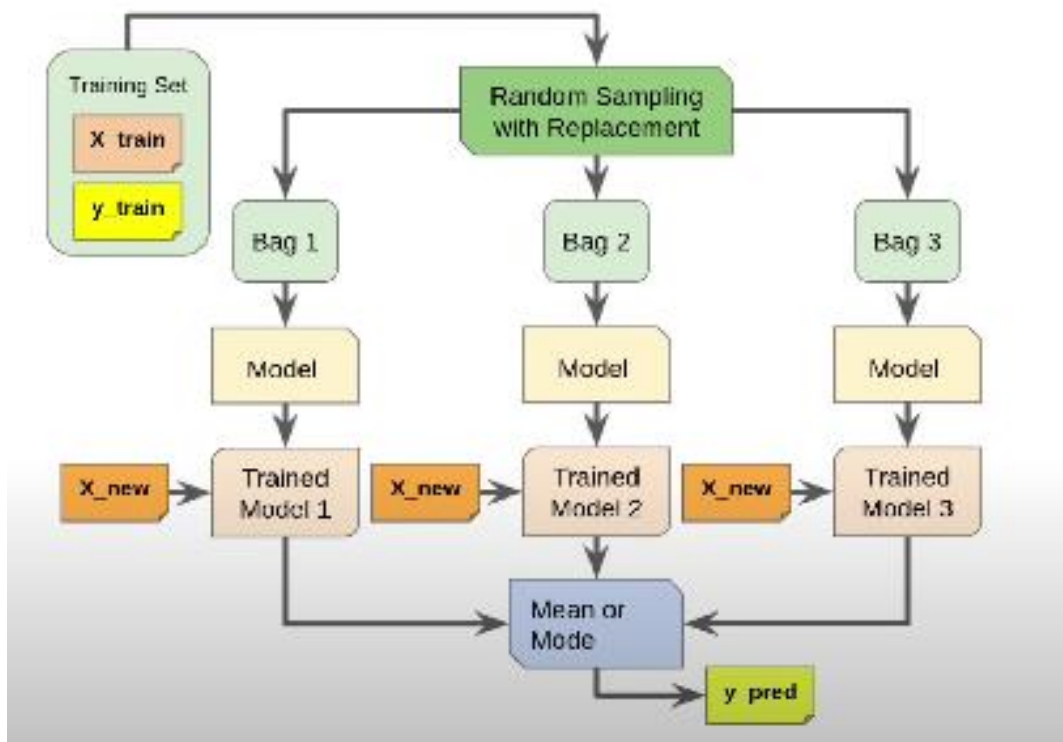 Training Set
X_train
y_train
Random Sampling
with Replacement
Bag 1
Bag 2
Bag 3
Model
Model
Model
X_new
Trained
Model 1
X_new
Trained
Model 2
X_new
Trained
Model 3
Mean or
Mode
y_pred